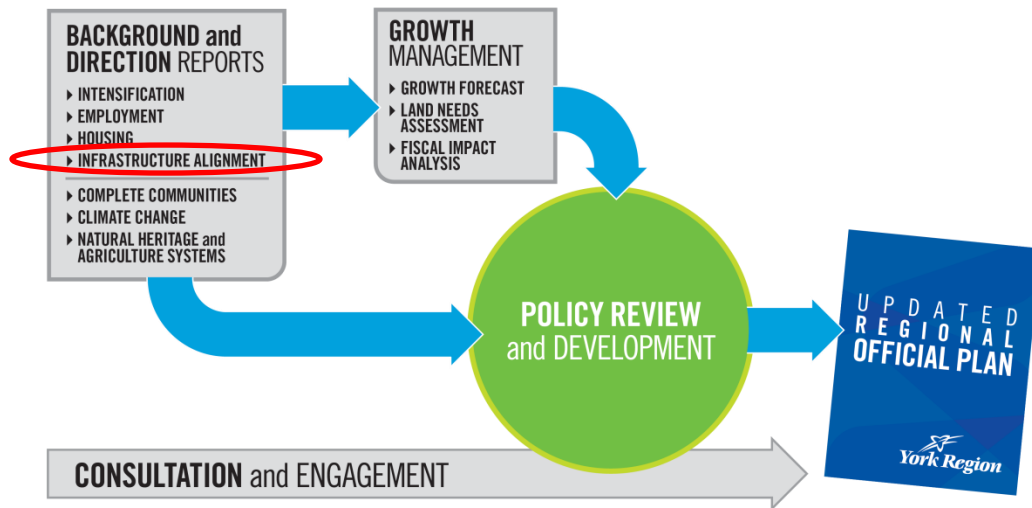 BACKGROUND and
DIRECTION REPORTS
INTENSIFICATION
EMPLOYMENT
HOUSING
INFRASTRUCTURE ALIGNMENT
COMPLETE COMMUNITIES
CLIMATE CHANGE
NATURAL HERITAGE and
AGRICULTURE SYSTEMS
GROWTH
MANAGEMENT
GROWTH FORECAST
LAND NEEDS
ASSESSMENT
FISCAL IMPACT
ANALYSIS
POLICY REVIEW
and DEVELOPMENT
UPDATED
REGIONAL
OFFICIAL PLAN
York Region
CONSULTATION and ENGAGEMENT